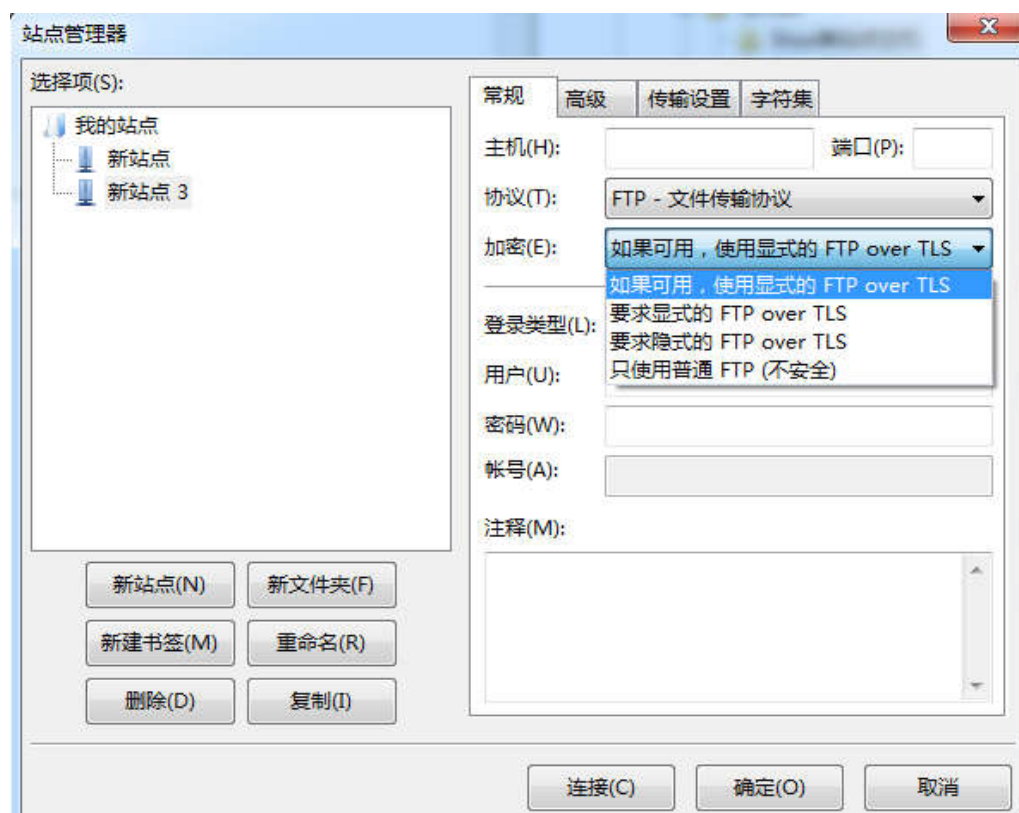 站点管理器
选择项(S):
我的站点
新站点
新站点 3
新站点(N)
新文件夹(F)
新建书签(M)
重命名(R)
删除(D)
复制(I)
常规
高级
传输设置
字符集
主机(H):
端口(P):
协议(T):
FTP - 文件传输协议
加密(E):
如果可用，使用显式的 FTP over TLS
如果可用，使用显式的 FTP over TLS
要求显式的 FTP over TLS
要求隐式的 FTP over TLS
只使用普通 FTP (不安全)
登录类型(L):
用户(U):
密码(W):
帐号(A):
注释(M):
连接(C)
确定(O)
取消